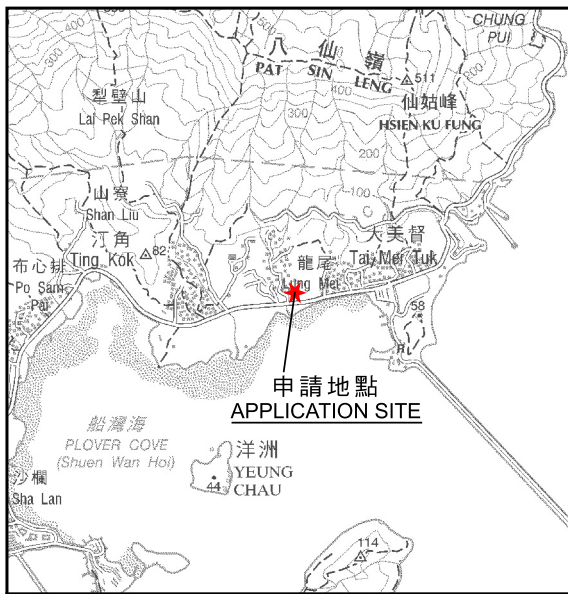 CHUNG
PUI
500
500
400
300
八仙嶺
PAT SIN LENG
511
200
仙姑峰
HSIEN KU FUNG
犁壁山
Lai Pek Shan
400
300
200
100
山寮
Shan Liu
汀角
Ting Kok
82
布心排
Po Sam
Pai
龍尾
Lung Mei
大美督
Tai Mei Tuk
58
申請地點
APPLICATION SITE
船灣海
PLOVER COVE
(Shuen Wan Hoi)
洋洲
YEUNG
CHAU
44
沙欄
Sha Lan
114